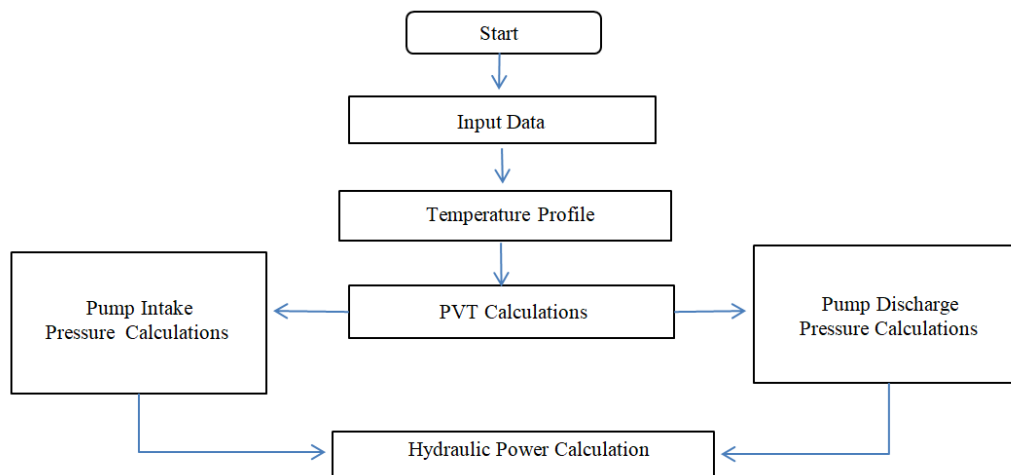 Start
Input Data
Temperature Profile
Pump Intake
Pressure Calculations
PVT Calculations
Pump Discharge
Pressure Calculations
Hydraulic Power Calculation